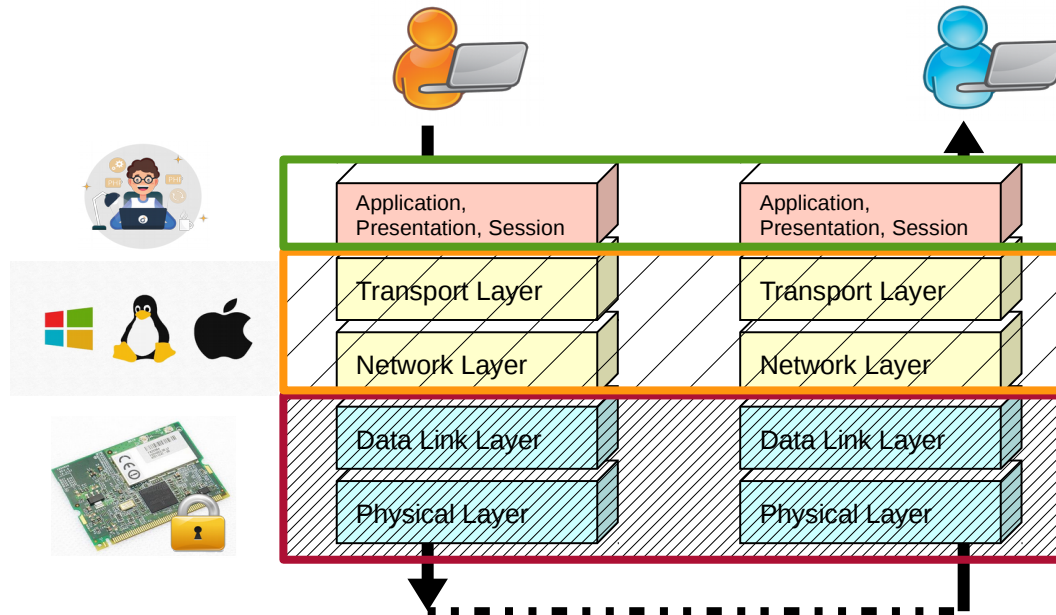 Application,
Presentation, Session
Application,
Presentation, Session
Transport Layer
Transport Layer
Network Layer
Network Layer
Data Link Layer
Data Link Layer
Physical Layer
Physical Layer